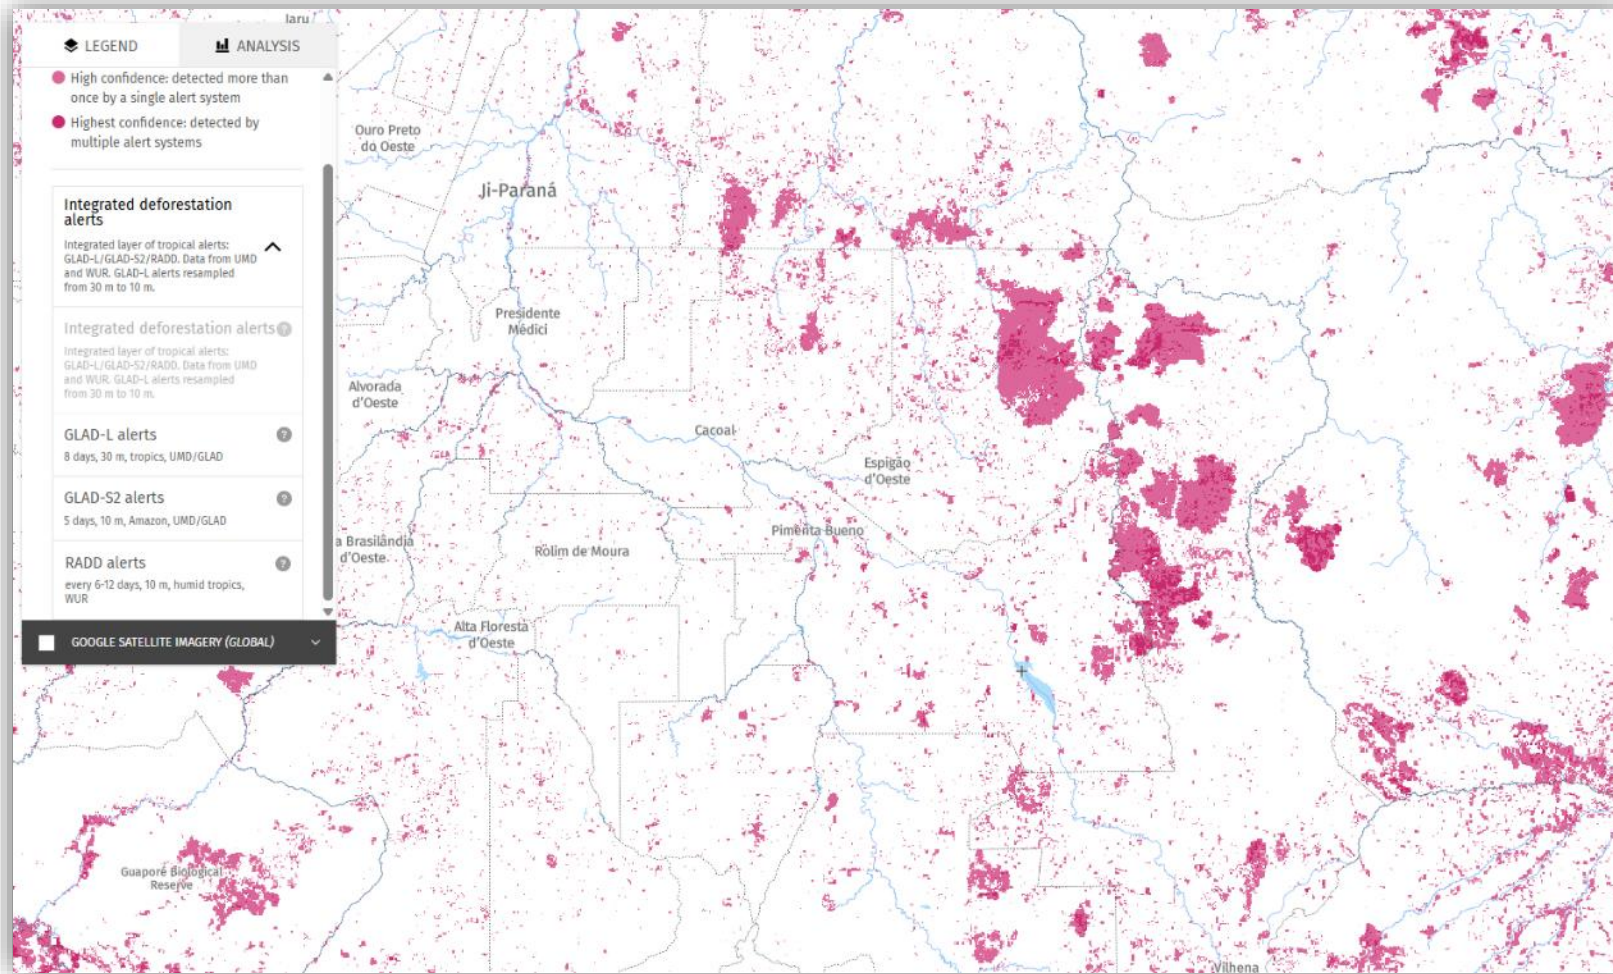 LEGEND
ANALYSIS
High confidence: detected more than
once by a single alert system
Highest confidence: detected by
multiple alert systems
Integrated deforestation
alerts
Integrated layer of tropical alerts:
GLAD-L/GLAD-S2/RADD. Data from UMD
and WUR. GLAD-L alerts resampled
from 30 m to 10 m.
Integrated deforestation alerts ?
Integrated layer of tropical alerts:
GLAD-L/GLAD-S2/RADD. Data from UMD
and WUR. GLAD-L alerts resampled
from 30 m to 10 m.
GLAD-L alerts ?
8 days, 30 m, tropics, UMD/GLAD
GLAD-S2 alerts ?
5 days, 10 m, Amazon, UMD/GLAD
RADD alerts ?
every 6-12 days, 10 m, humid tropics,
WUR
GOOGLE SATELLITE IMAGERY (GLOBAL)
Jaru
Ouro Preto
do Oeste
Ji-Paraná
Presidente
Médici
Alvorada
d'Oeste
Cacoal
Espigão
d'Oeste
Pimenta Bueno
a Brasilândia
d'Oeste
Rolim de Moura
Alta Floresta
d'Oeste
Guaporé Biological
Reserve
Vilhena